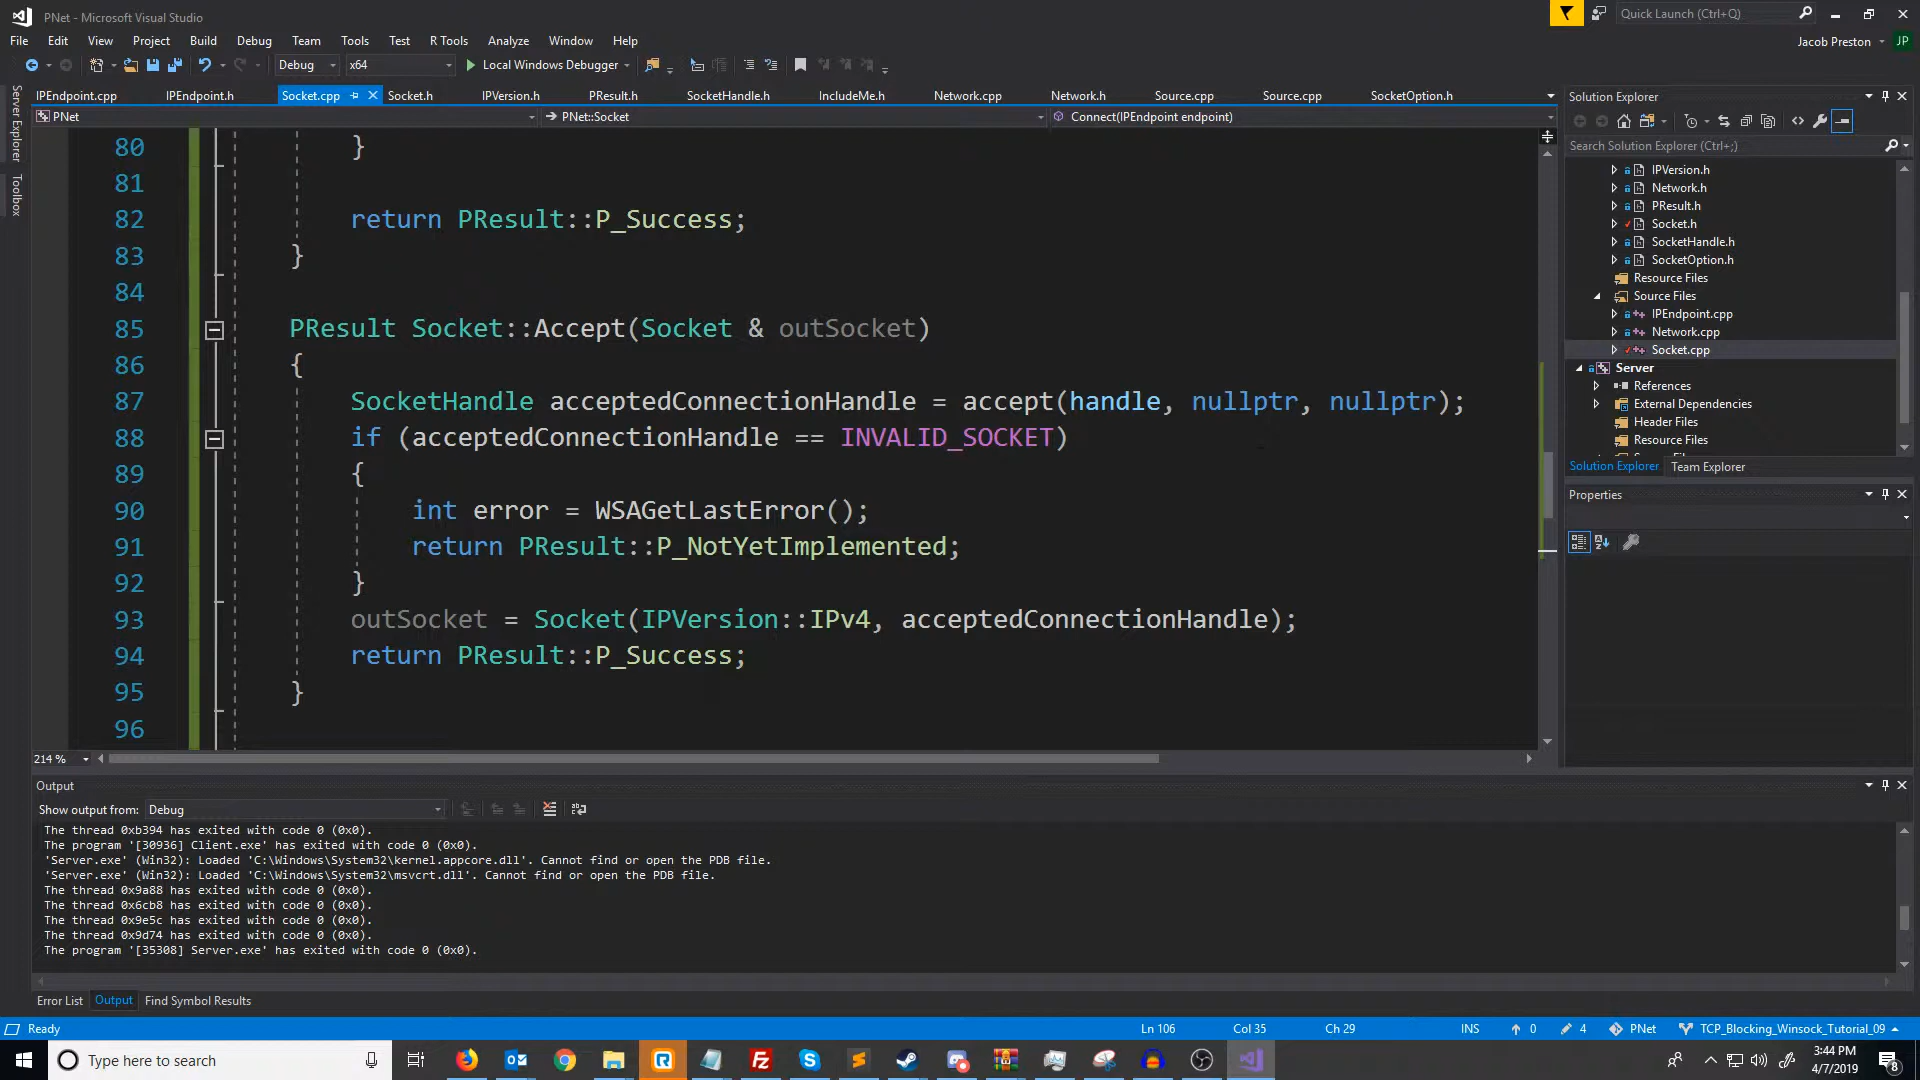 PNet - Microsoft Visual Studio
Quick Launch (Ctrl+Q)
File Edit View Project Build Debug Team Tools Test R Tools Analyze Window Help
Jacob Preston JP
Debug x64 Local Windows Debugger
Server Explorer
Toolbox
IPEndpoint.cpp IPEndpoint.h Socket.cpp Socket.h IPVersion.h PResult.h SocketHandle.h IncludeMe.h Network.cpp Network.h Source.cpp Source.cpp SocketOption.h
PNet PNet::Socket Connect(IPEndpoint endpoint)
80 }
81
82 return PResult::P_Success;
83 }
84
85 PResult Socket::Accept(Socket & outSocket)
86 {
87 SocketHandle acceptedConnectionHandle = accept(handle, nullptr, nullptr);
88 if (acceptedConnectionHandle == INVALID_SOCKET)
89 {
90 int error = WSAGetLastError();
91 return PResult::P_NotYetImplemented;
92 }
93 outSocket = Socket(IPVersion::IPv4, acceptedConnectionHandle);
94 return PResult::P_Success;
95 }
96
214 %
Solution Explorer
Search Solution Explorer (Ctrl+;)
IPVersion.h
Network.h
PResult.h
Socket.h
SocketHandle.h
SocketOption.h
Resource Files
Source Files
IPEndpoint.cpp
Network.cpp
Socket.cpp
Server
References
External Dependencies
Header Files
Resource Files
Solution Explorer Team Explorer
Properties
Output
Show output from: Debug
The thread 0xb394 has exited with code 0 (0x0).
The program '[30936] Client.exe' has exited with code 0 (0x0).
'Server.exe' (Win32): Loaded 'C:\Windows\System32\kernel.appcore.dll'. Cannot find or open the PDB file.
'Server.exe' (Win32): Loaded 'C:\Windows\System32\msvcrt.dll'. Cannot find or open the PDB file.
The thread 0x9a88 has exited with code 0 (0x0).
The thread 0x6cb8 has exited with code 0 (0x0).
The thread 0x9e5c has exited with code 0 (0x0).
The thread 0x9d74 has exited with code 0 (0x0).
The program '[35308] Server.exe' has exited with code 0 (0x0).
Error List Output Find Symbol Results
Ready Ln 106 Col 35 Ch 29 INS 0 4 PNet TCP_Blocking_Winsock_Tutorial_09
Type here to search
3:44 PM
4/7/2019
8